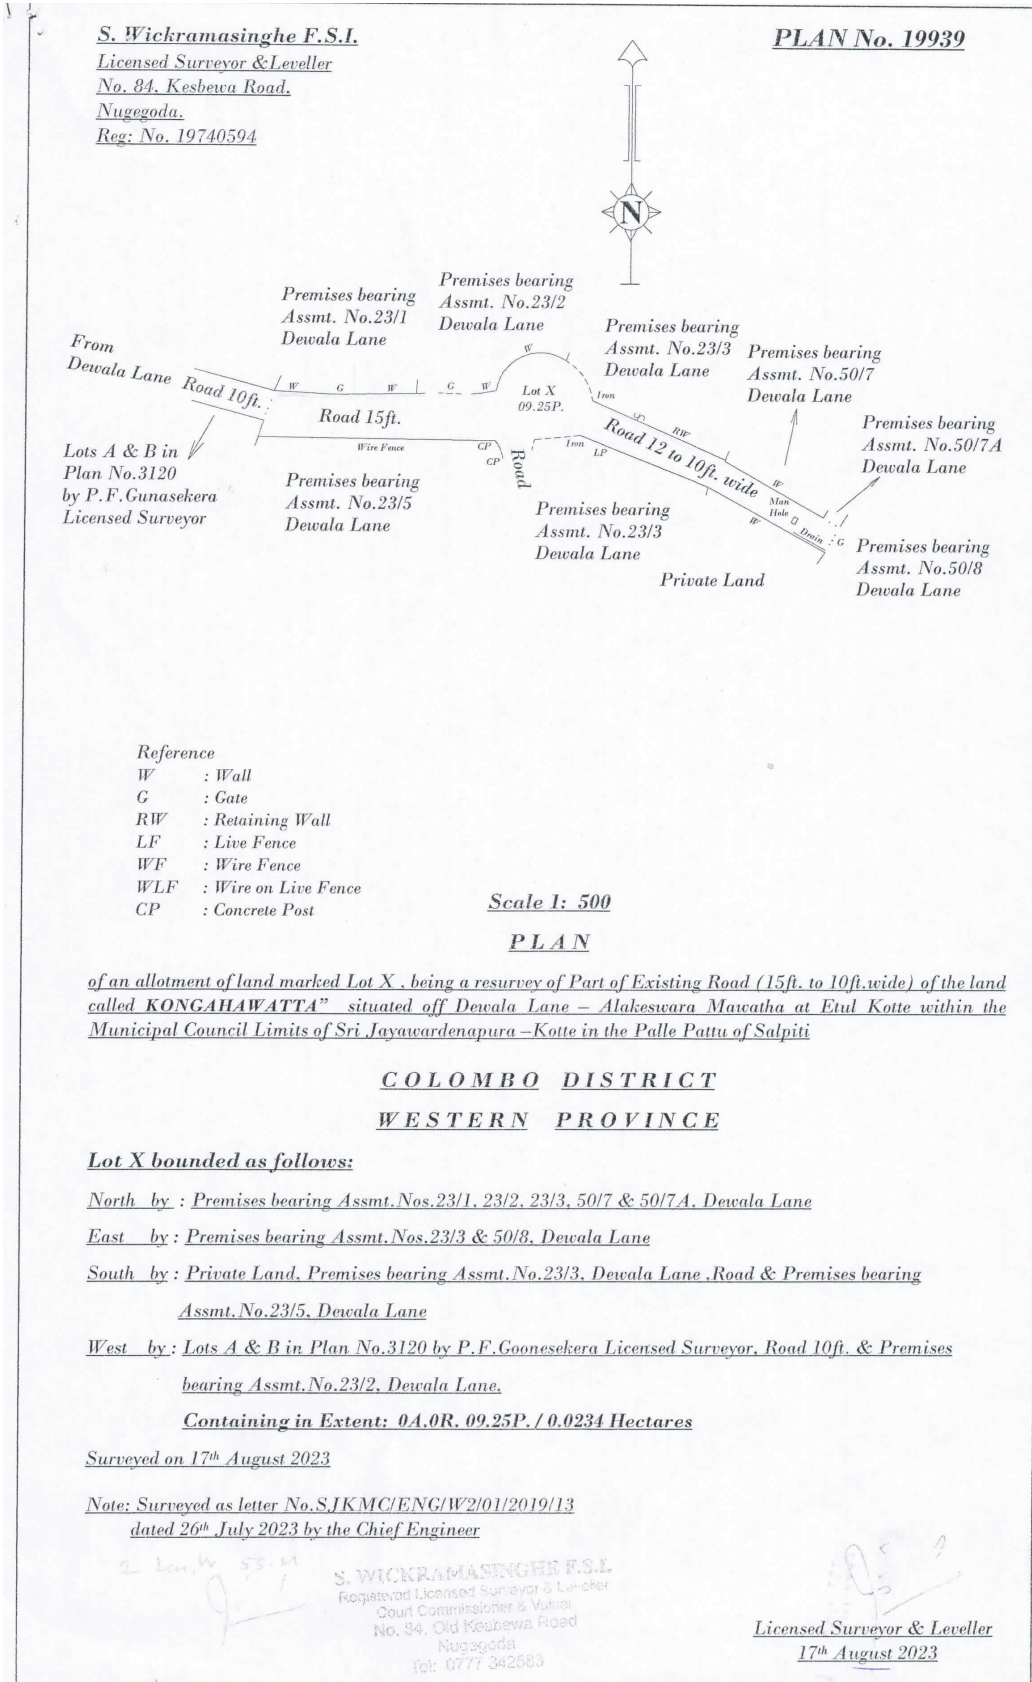 S. Wickramasinghe F.S.I.
Licensed Surveyor & Leveller
No. 84, Kesbewa Road,
Nugegoda.
Reg: No. 19740594
PLAN No. 19939
N
Premises bearing
Assmt. No.23/1
Dewala Lane
Premises bearing
Assmt. No.23/2
Dewala Lane
Premises bearing
Assmt. No.23/3
Dewala Lane
Premises bearing
Assmt. No.50/7
Dewala Lane
Premises bearing
Assmt. No.50/7A
Dewala Lane
From
Dewala Lane
Road 10ft.
W G W G W
W
Lot X
09.25P.
Iron
Road 15ft.
Wire Fence
CP
CP
Road
Iron
LP
RW
Road 12 to 10ft. wide
W
W
Man
Hole
Drain
G
Lots A & B in
Plan No.3120
by P.F.Gunasekera
Licensed Surveyor
Premises bearing
Assmt. No.23/5
Dewala Lane
Premises bearing
Assmt. No.23/3
Dewala Lane
Private Land
Premises bearing
Assmt. No.50/8
Dewala Lane
Reference
W : Wall
G : Gate
RW : Retaining Wall
LF : Live Fence
WF : Wire Fence
WLF : Wire on Live Fence
CP : Concrete Post
Scale 1: 500
PLAN
of an allotment of land marked Lot X , being a resurvey of Part of Existing Road (15ft. to 10ft.wide) of the land
called KONGAHAWATTA” situated off Dewala Lane – Alakeswara Mawatha at Etul Kotte within the
Municipal Council Limits of Sri Jayawardenapura –Kotte in the Palle Pattu of Salpiti
COLOMBO DISTRICT
WESTERN PROVINCE
Lot X bounded as follows:
North by : Premises bearing Assmt.Nos.23/1, 23/2, 23/3, 50/7 & 50/7A, Dewala Lane
East by : Premises bearing Assmt.Nos.23/3 & 50/8, Dewala Lane
South by : Private Land, Premises bearing Assmt.No.23/3, Dewala Lane ,Road & Premises bearing
Assmt.No.23/5, Dewala Lane
West by : Lots A & B in Plan No.3120 by P.F.Goonesekera Licensed Surveyor, Road 10ft. & Premises
bearing Assmt.No.23/2, Dewala Lane,
Containing in Extent: 0A.0R. 09.25P. / 0.0234 Hectares
Surveyed on 17th August 2023
Note: Surveyed as letter No.SJKMC/ENG/W2/01/2019/13
dated 26th July 2023 by the Chief Engineer
S. WICKRAMASINGHE F.S.I.
Registered Licensed Surveyor & Leveller
Court Commissioner & Valuer
No. 84, Old Kesbewa Road
Nugegoda
Tel: 0777 342583
Licensed Surveyor & Leveller
17th August 2023